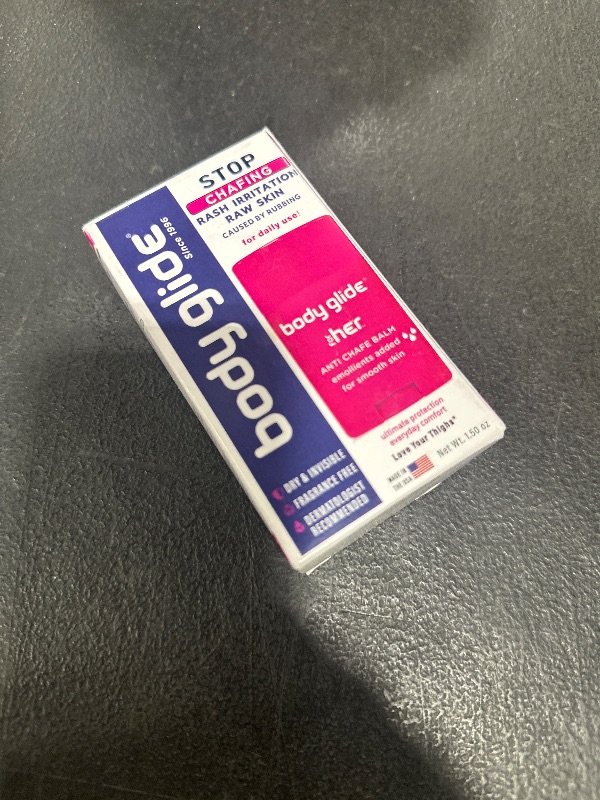 STOP
CHAFING
RASH IRRITATION
RAW SKIN
CAUSED BY RUBBING
for daily use!
body glide®
Since 1996
body glide®
for her™
ANTI CHAFE BALM
emollients added
for smooth skin
ultimate protection
everyday comfort
Love Your Thighs®
Net Wt. 1.50 oz
MADE IN
THE USA
DRY & INVISIBLE
FRAGRANCE FREE
DERMATOLOGIST
RECOMMENDED